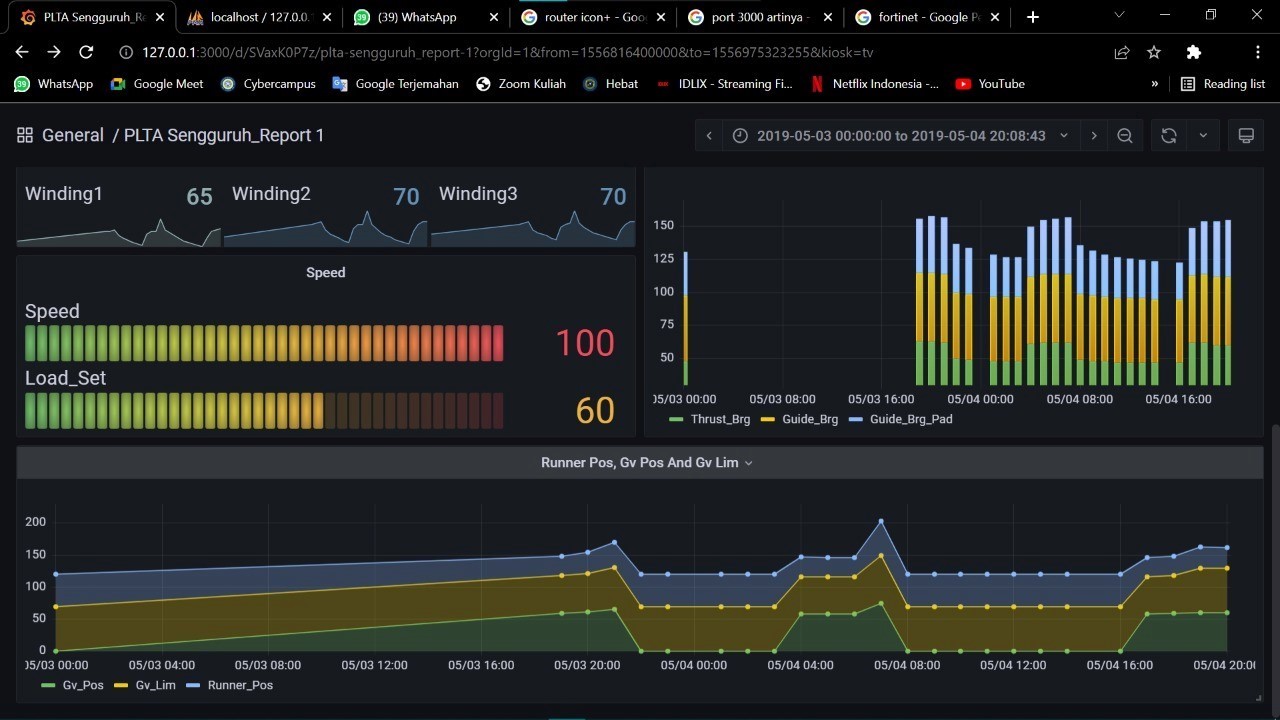 PLTA Sengguruh_Re
localhost / 127.0.0.1
(39) WhatsApp
router icon+ - Goo
port 3000 artinya -
fortinet - Google P
127.0.0.1:3000/d/SVaxK0P7z/plta-sengguruh_report-1?orgId=1&from=1556816400000&to=1556975323255&kiosk=tv
39 WhatsApp
Google Meet
Cybercampus
Google Terjemahan
Zoom Kuliah
Hebat
IDLIX - Streaming Fi...
Netflix Indonesia -...
YouTube
»
Reading list
General / PLTA Sengguruh_Report 1
2019-05-03 00:00:00 to 2019-05-04 20:08:43
Winding1 65
Winding2 70
Winding3 70
Speed
Speed
100
Load_Set
60
150
125
100
75
50
05/03 00:00 05/03 08:00 05/03 16:00 05/04 00:00 05/04 08:00 05/04 16:00
Thrust_Brg Guide_Brg Guide_Brg_Pad
Runner Pos, Gv Pos And Gv Lim
200
150
100
50
0
05/03 00:00 05/03 04:00 05/03 08:00 05/03 12:00 05/03 16:00 05/03 20:00 05/04 00:00 05/04 04:00 05/04 08:00 05/04 12:00 05/04 16:00 05/04 20:00
Gv_Pos Gv_Lim Runner_Pos